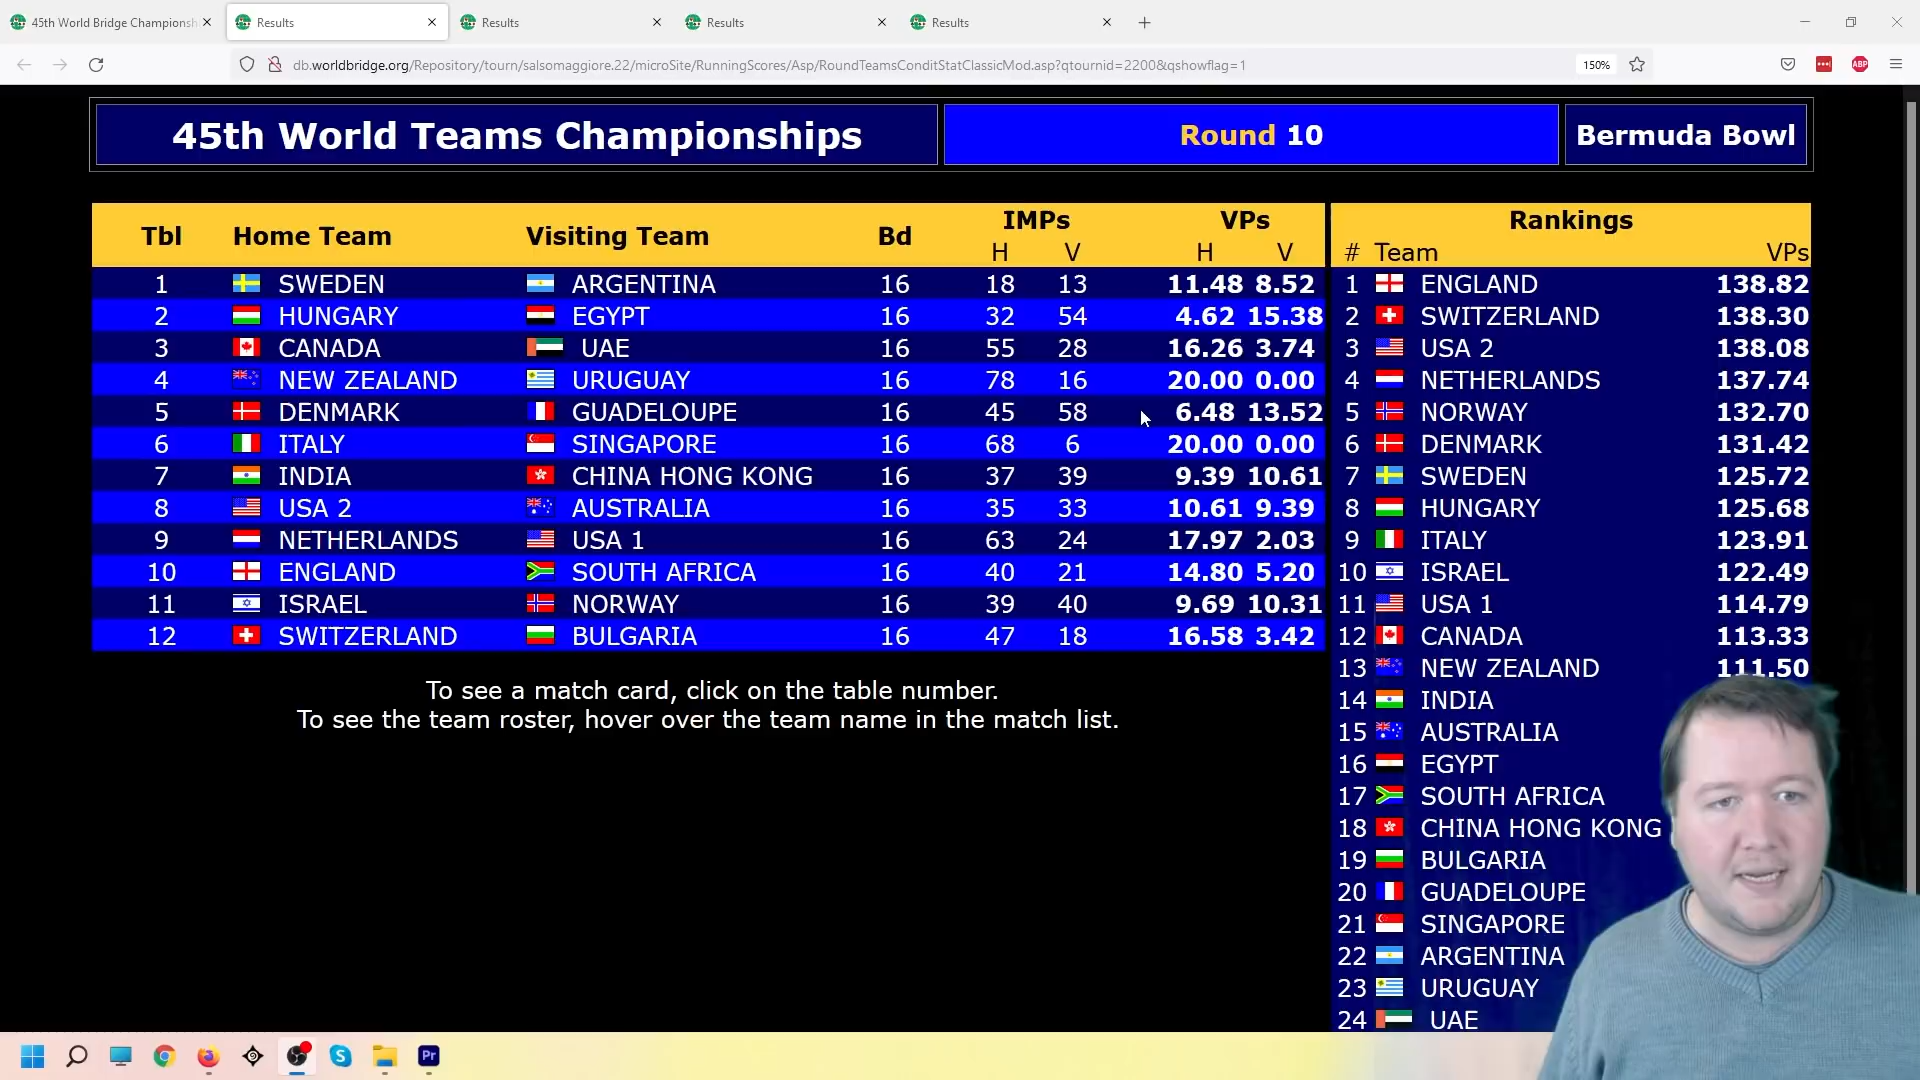 45th World Bridge Championsh
Results
Results
Results
Results
db.worldbridge.org/Repository/tourn/salsomaggiore.22/microSite/RunningScores/Asp/RoundTeamsConditStatClassicMod.asp?qtournid=2200&qshowflag=1
150%
ABP
45th World Teams Championships
Round 10
Bermuda Bowl
Tbl Home Team Visiting Team Bd IMPs VPs
H V H V
1 SWEDEN ARGENTINA 16 18 13 11.48 8.52
2 HUNGARY EGYPT 16 32 54 4.62 15.38
3 CANADA UAE 16 55 28 16.26 3.74
4 NEW ZEALAND URUGUAY 16 78 16 20.00 0.00
5 DENMARK GUADELOUPE 16 45 58 6.48 13.52
6 ITALY SINGAPORE 16 68 6 20.00 0.00
7 INDIA CHINA HONG KONG 16 37 39 9.39 10.61
8 USA 2 AUSTRALIA 16 35 33 10.61 9.39
9 NETHERLANDS USA 1 16 63 24 17.97 2.03
10 ENGLAND SOUTH AFRICA 16 40 21 14.80 5.20
11 ISRAEL NORWAY 16 39 40 9.69 10.31
12 SWITZERLAND BULGARIA 16 47 18 16.58 3.42
To see a match card, click on the table number.
To see the team roster, hover over the team name in the match list.
Rankings
# Team VPs
1 ENGLAND 138.82
2 SWITZERLAND 138.30
3 USA 2 138.08
4 NETHERLANDS 137.74
5 NORWAY 132.70
6 DENMARK 131.42
7 SWEDEN 125.72
8 HUNGARY 125.68
9 ITALY 123.91
10 ISRAEL 122.49
11 USA 1 114.79
12 CANADA 113.33
13 NEW ZEALAND 111.50
14 INDIA
15 AUSTRALIA
16 EGYPT
17 SOUTH AFRICA
18 CHINA HONG KONG
19 BULGARIA
20 GUADELOUPE
21 SINGAPORE
22 ARGENTINA
23 URUGUAY
24 UAE
Pr